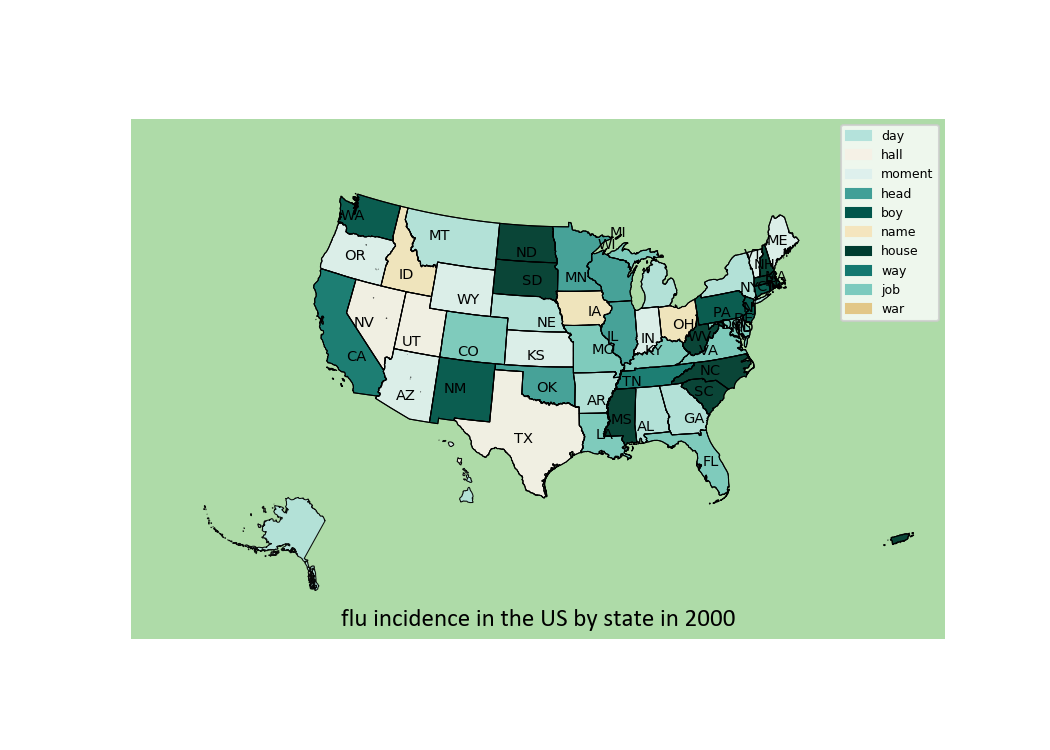 day
hall
moment
head
boy
name
house
way
job
war
WA
MT
ND
MN
MI
WI
ME
OR
ID
SD
WY
IA
NY
NH
MA
NV
UT
NE
CO
KS
MO
IL
IN
OH
PA
WV
KY
VA
CA
AZ
NM
OK
AR
TN
NC
SC
TX
LA
MS
AL
GA
FL
flu incidence in the US by state in 2000